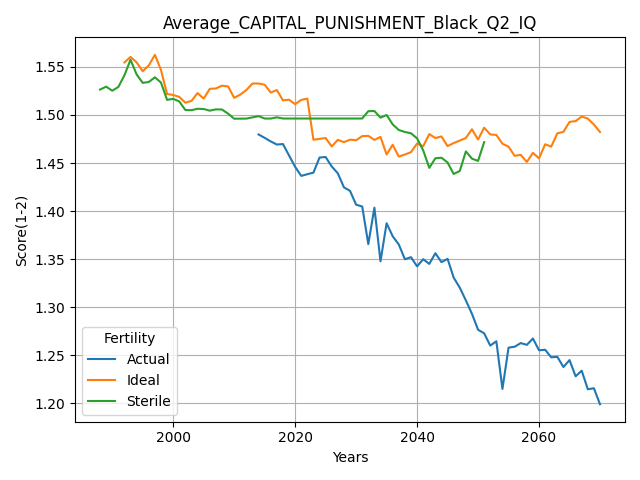 Average_CAPITAL_PUNISHMENT_Black_Q2_IQ
Score(1-2)
1.55
1.50
1.45
1.40
1.35
1.30
1.25
1.20
Fertility
Actual
Ideal
Sterile
2000
2020
2040
2060
Years